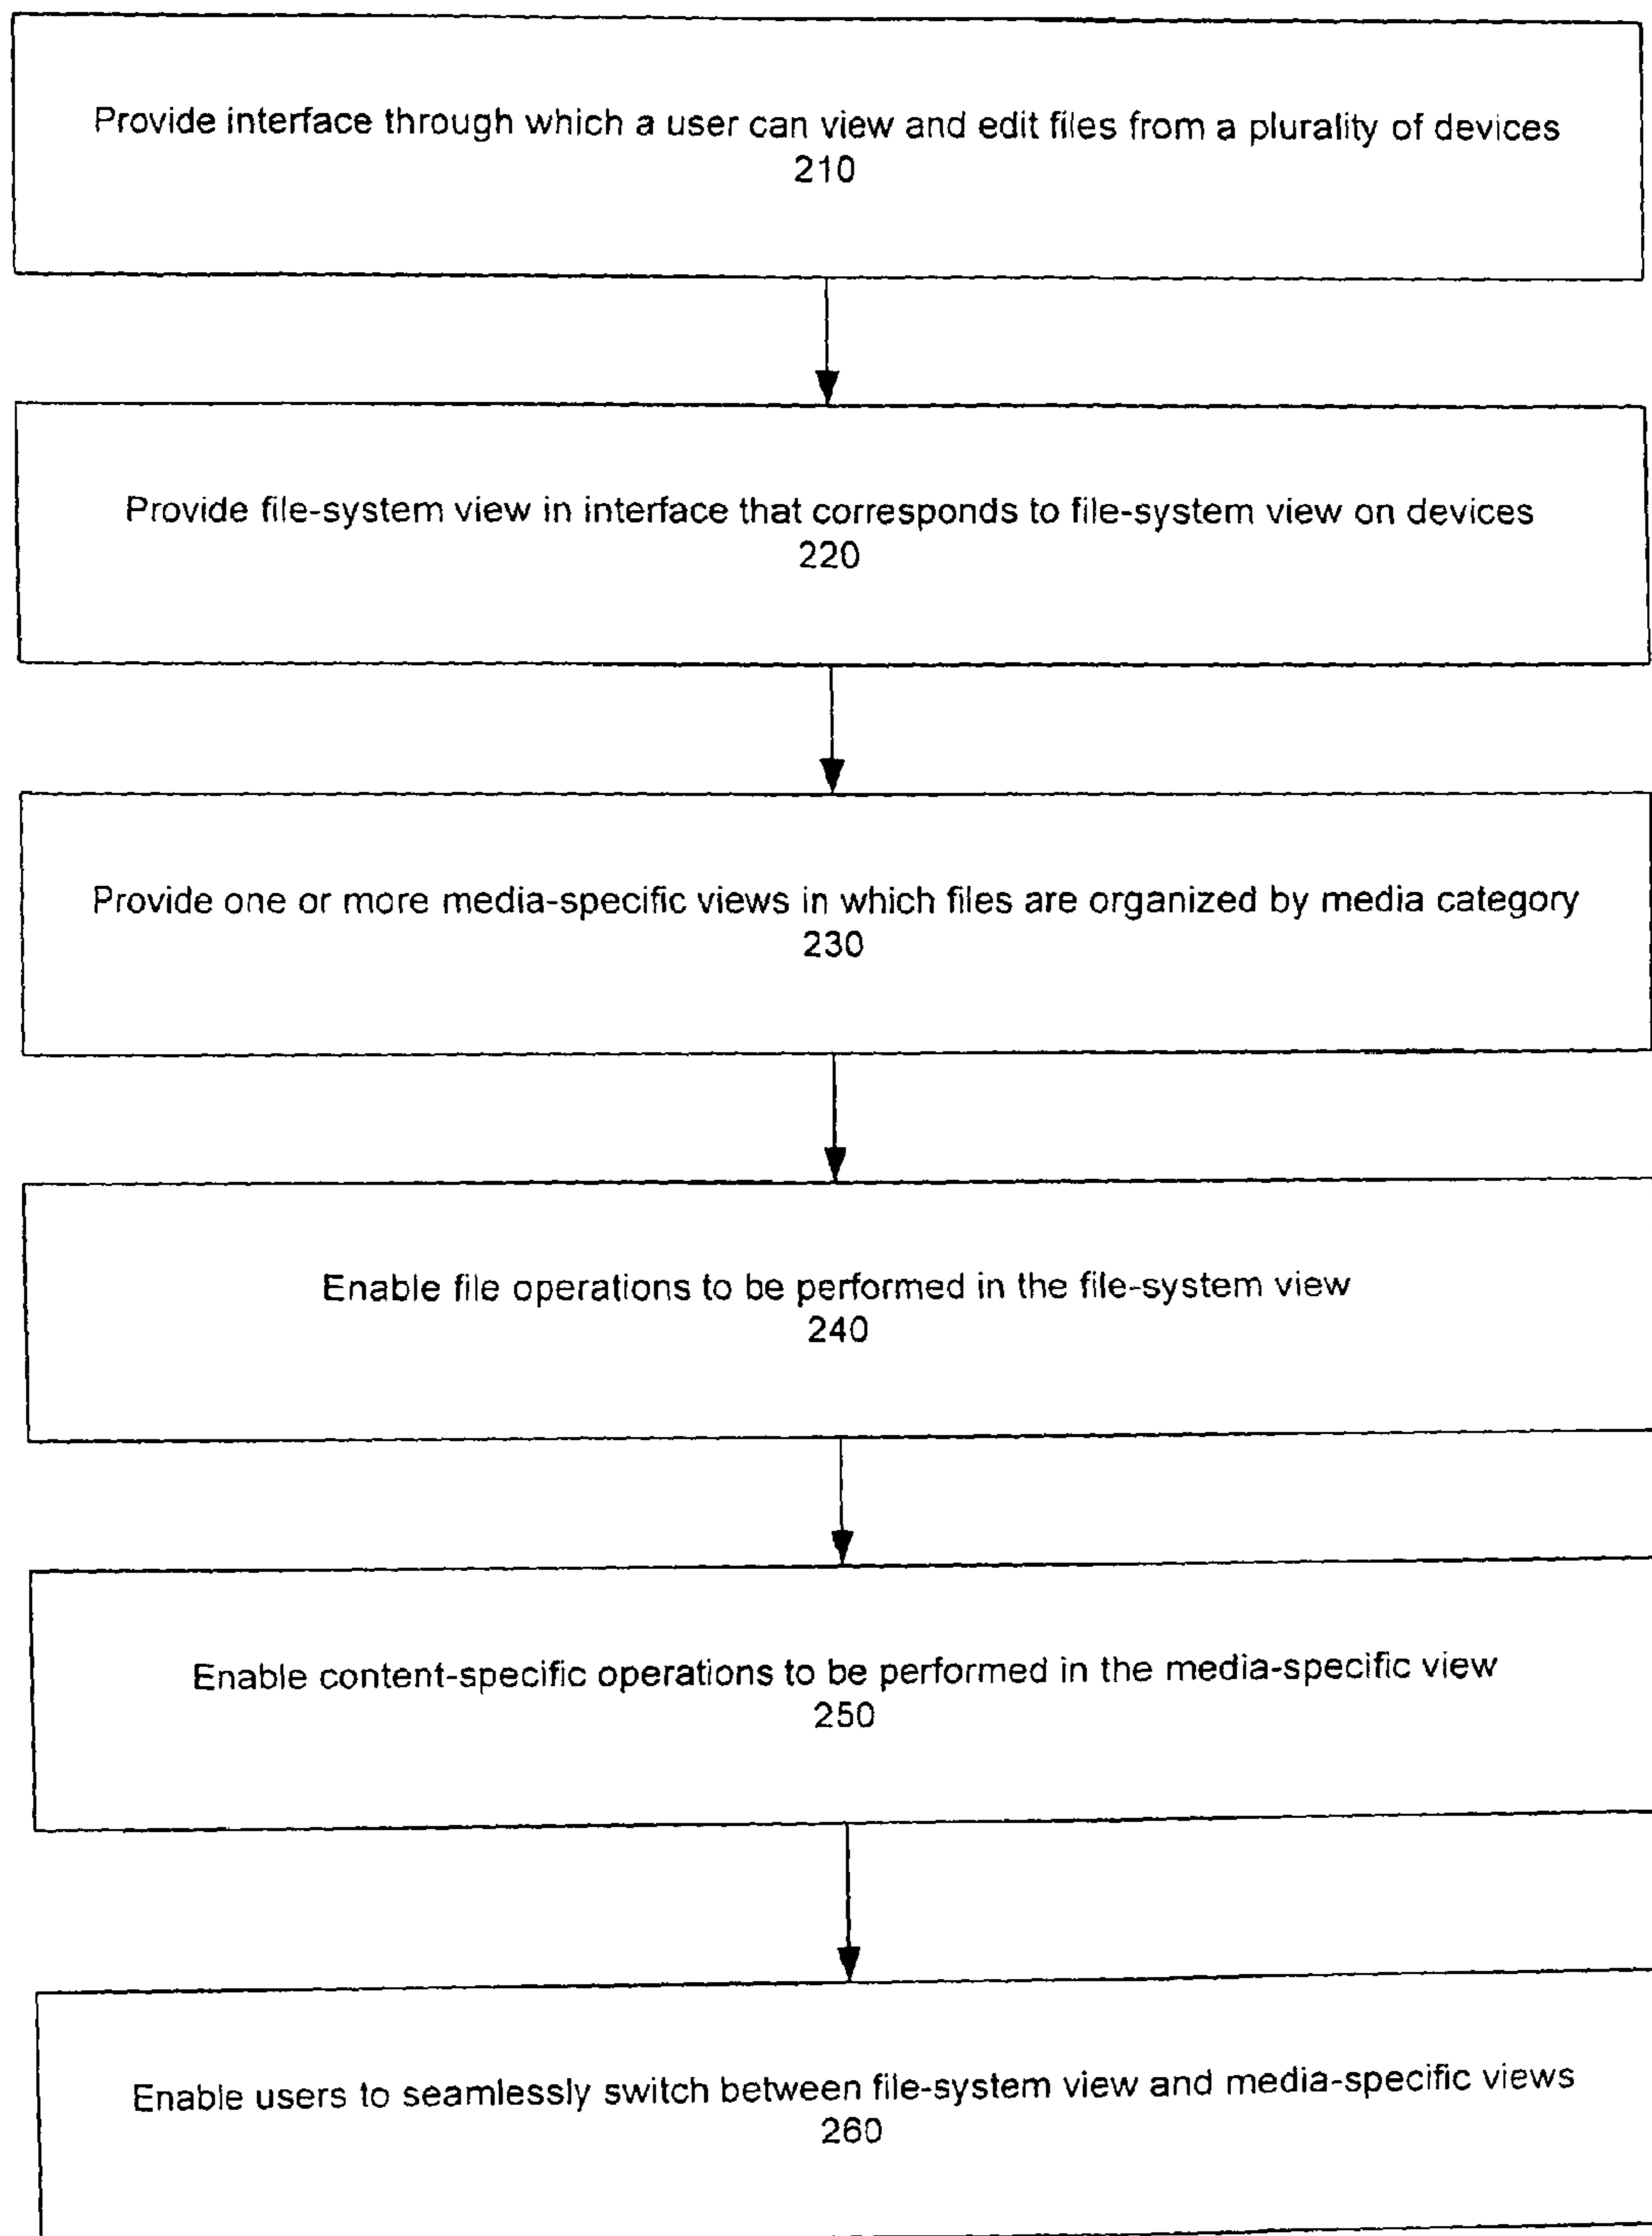 Provide interface through which a user can view and edit files from a plurality of devices
210
Provide file-system view in interface that corresponds to file-system view on devices
220
Provide one or more media-specific views in which files are organized by media category
230
Enable file operations to be performed in the file-system view
240
Enable content-specific operations to be performed in the media-specific view
250
Enable users to seamlessly switch between file-system view and media-specific views
260